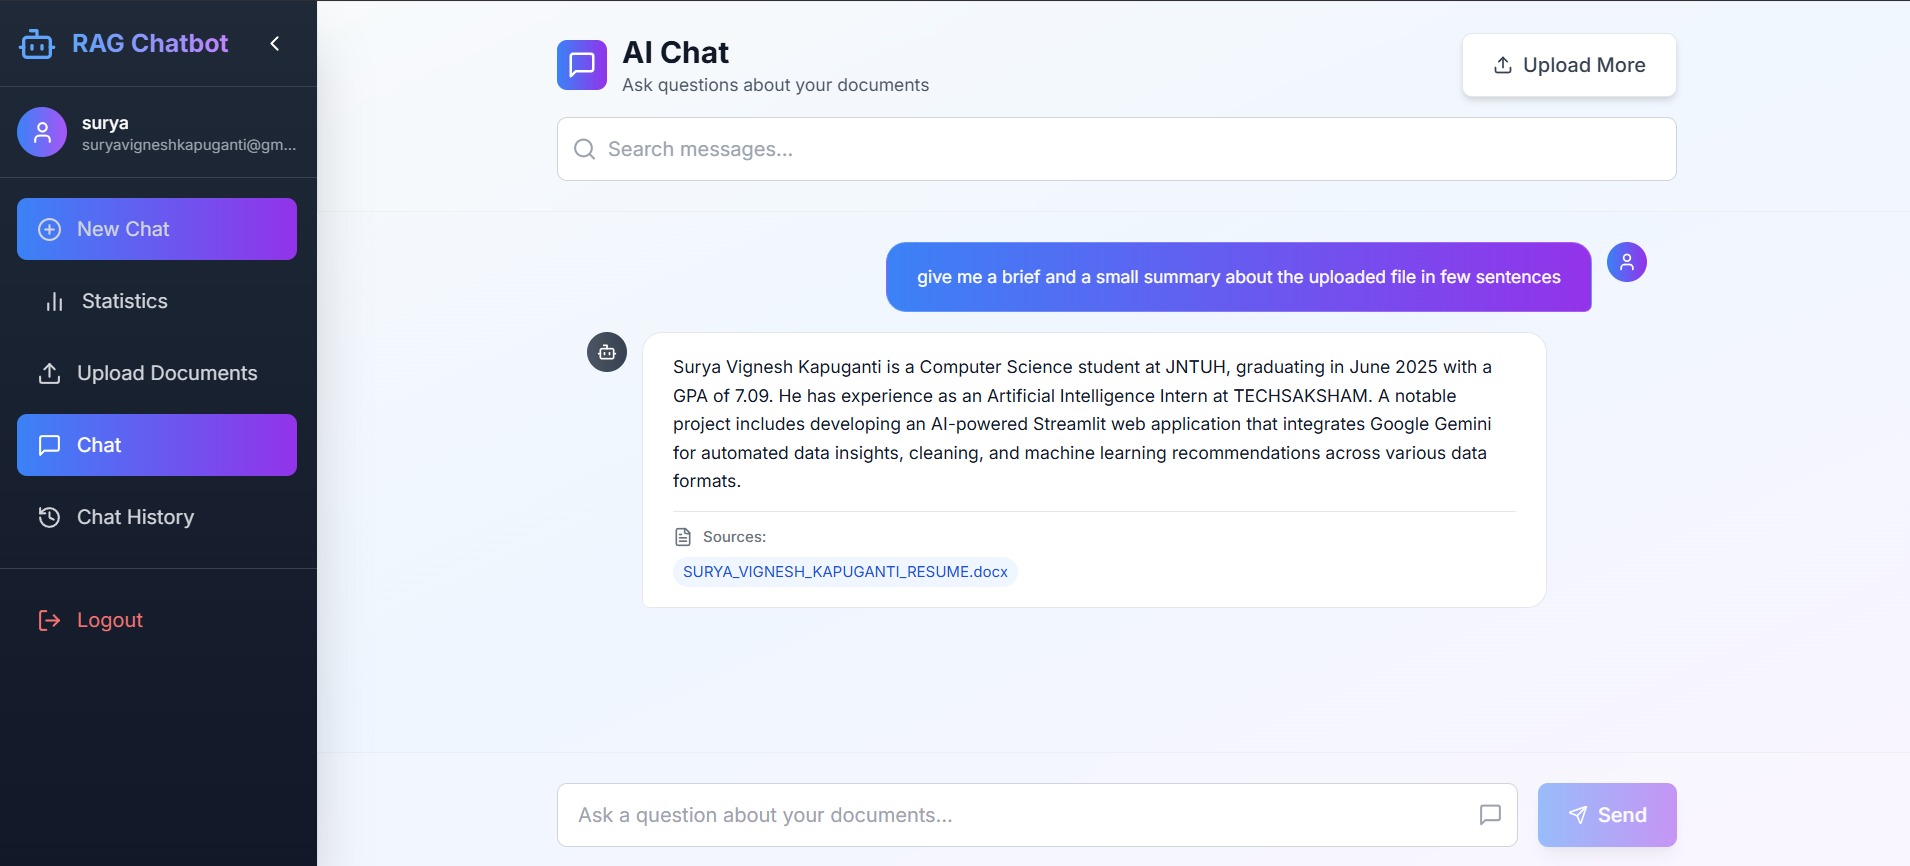 RAG Chatbot
surya
suryavigneshkapuganti@gm...
New Chat
Statistics
Upload Documents
Chat
Chat History
Logout
AI Chat
Ask questions about your documents
Upload More
Search messages...
give me a brief and a small summary about the uploaded file in few sentences
Surya Vignesh Kapuganti is a Computer Science student at JNTUH, graduating in June 2025 with a
GPA of 7.09. He has experience as an Artificial Intelligence Intern at TECHSAKSHAM. A notable
project includes developing an AI-powered Streamlit web application that integrates Google Gemini
for automated data insights, cleaning, and machine learning recommendations across various data
formats.
Sources:
SURYA_VIGNESH_KAPUGANTI_RESUME.docx
Ask a question about your documents...
Send